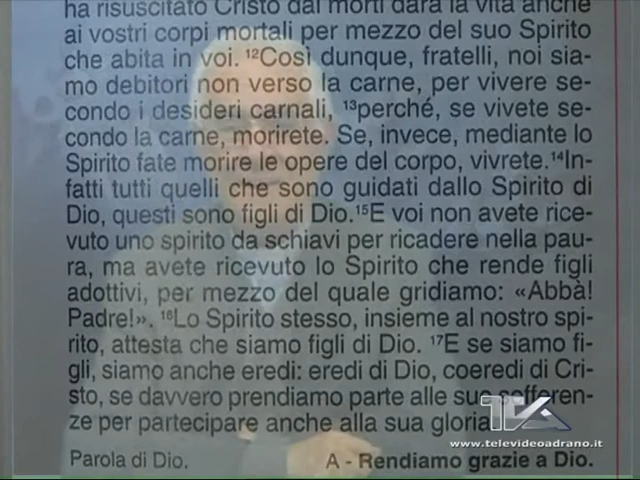 ha risuscitato Cristo dai morti darà la vita anche
ai vostri corpi mortali per mezzo del suo Spirito
che abita in voi. ¹²Così dunque, fratelli, noi sia-
mo debitori non verso la carne, per vivere se-
condo i desideri carnali, ¹³perché, se vivete se-
condo la carne, morirete. Se, invece, mediante lo
Spirito fate morire le opere del corpo, vivrete.¹⁴In-
fatti tutti quelli che sono guidati dallo Spirito di
Dio, questi sono figli di Dio.¹⁵E voi non avete rice-
vuto uno spirito da schiavi per ricadere nella pau-
ra, ma avete ricevuto lo Spirito che rende figli
adottivi, per mezzo del quale gridiamo: «Abbà!
Padre!». ¹⁶Lo Spirito stesso, insieme al nostro spi-
rito, attesta che siamo figli di Dio. ¹⁷E se siamo fi-
gli, siamo anche eredi: eredi di Dio, coeredi di Cri-
sto, se davvero prendiamo parte alle sue sofferen-
ze per partecipare anche alla sua gloria.
TVA
www.televideoadrano.it
Parola di Dio. A - Rendiamo grazie a Dio.